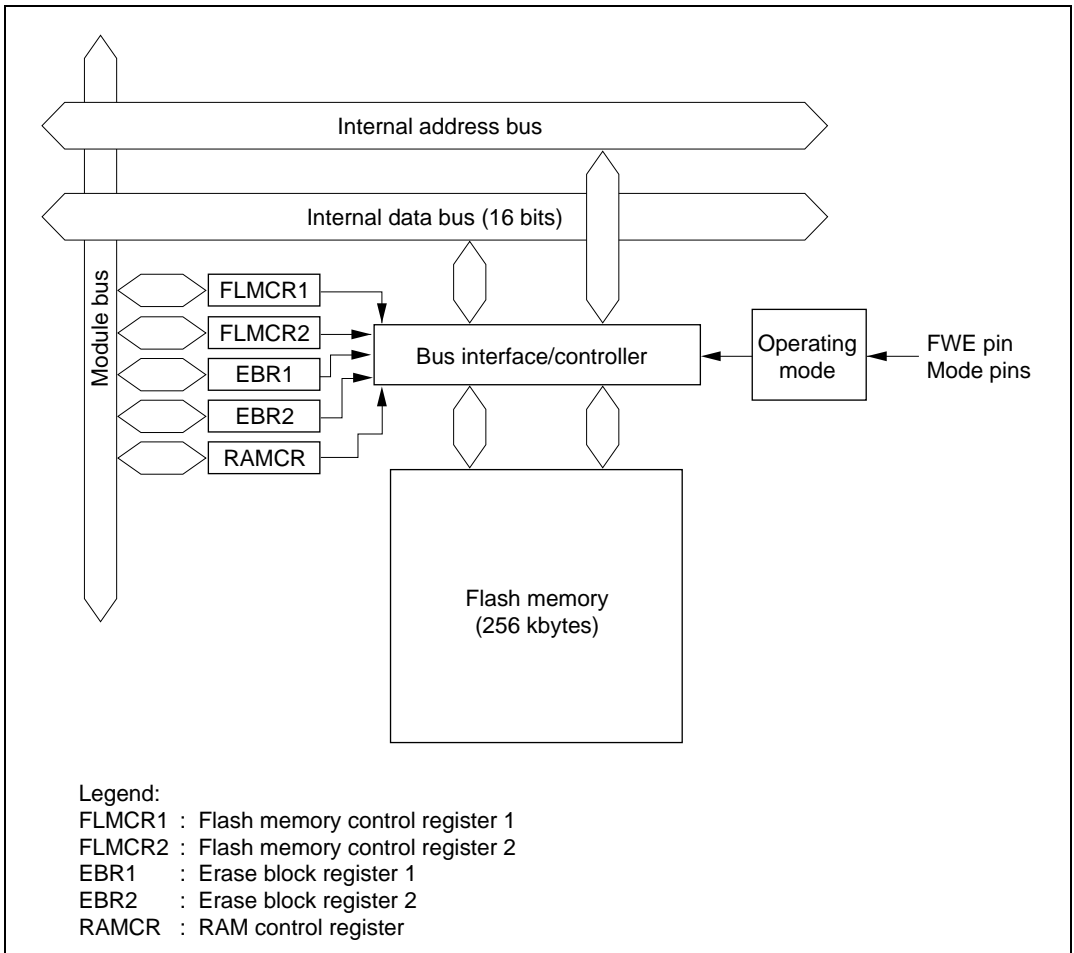 Internal address bus
Internal data bus (16 bits)
Module bus
FLMCR1
FLMCR2
EBR1
EBR2
RAMCR
Bus interface/controller
Operating
mode
FWE pin
Mode pins
Flash memory
(256 kbytes)
Legend:
FLMCR1 : Flash memory control register 1
FLMCR2 : Flash memory control register 2
EBR1 : Erase block register 1
EBR2 : Erase block register 2
RAMCR : RAM control register